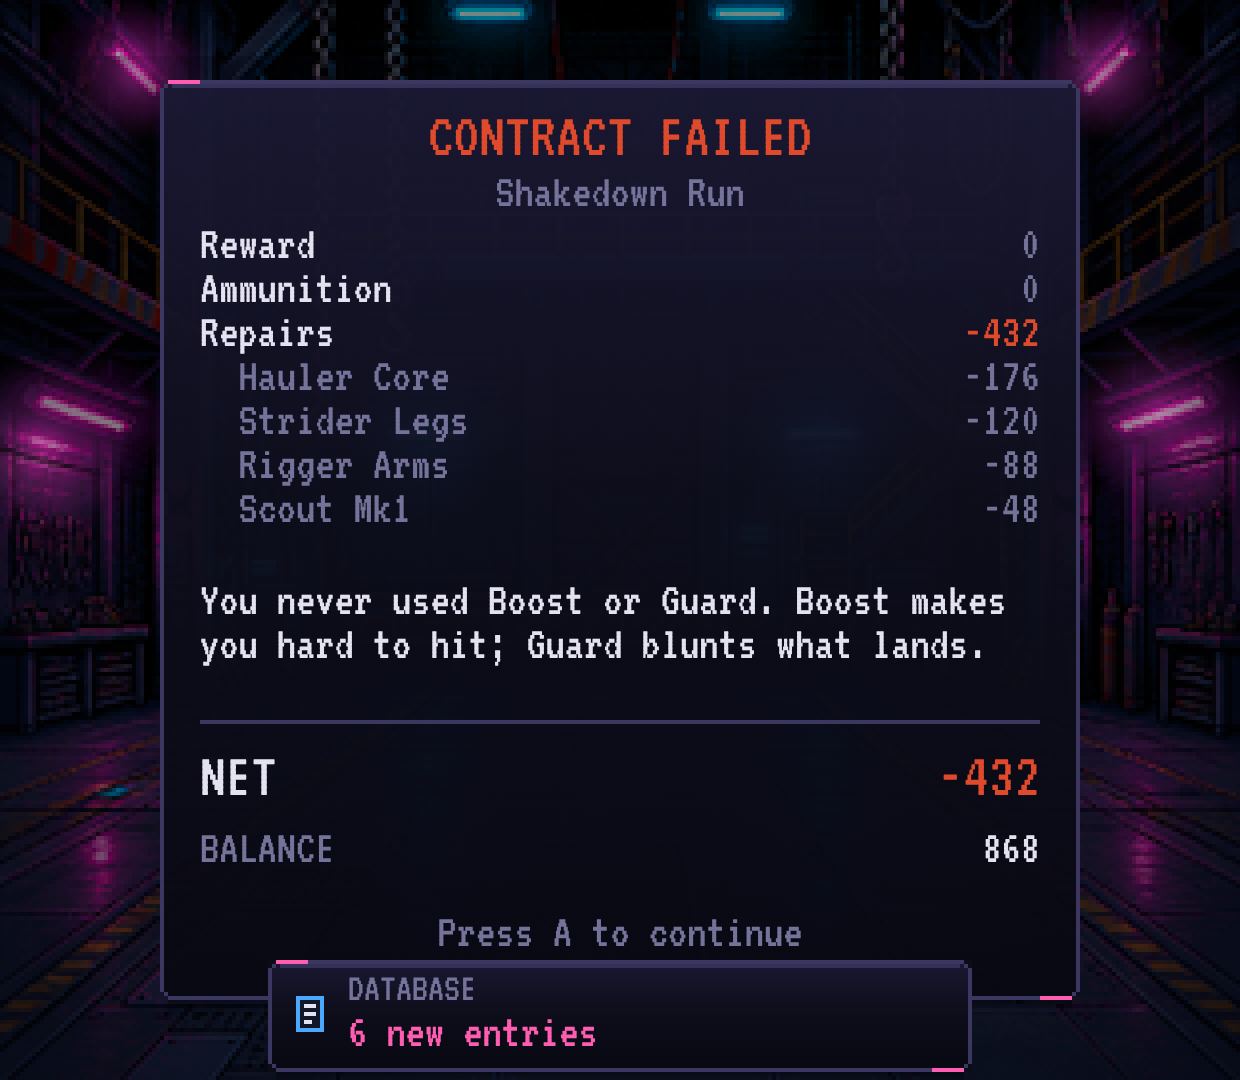 CONTRACT FAILED
Shakedown Run
Reward 0
Ammunition 0
Repairs -432
Hauler Core -176
Strider Legs -120
Rigger Arms -88
Scout Mk1 -48
You never used Boost or Guard. Boost makes
you hard to hit; Guard blunts what lands.
NET -432
BALANCE 868
Press A to continue
DATABASE
6 new entries